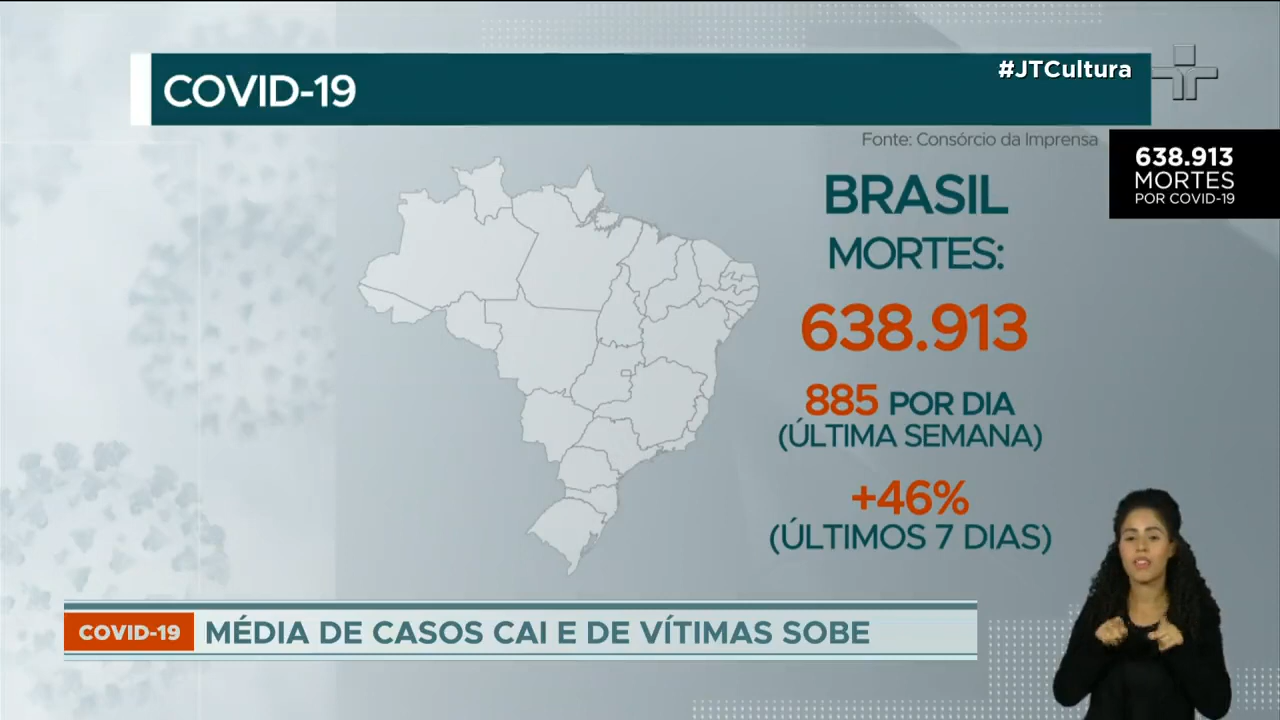 COVID-19
#JTCultura
Fonte: Consórcio da Imprensa
638.913
MORTES
POR COVID-19
BRASIL
MORTES:
638.913
885 POR DIA
(ÚLTIMA SEMANA)
+46%
(ÚLTIMOS 7 DIAS)
COVID-19 MÉDIA DE CASOS CAI E DE VÍTIMAS SOBE